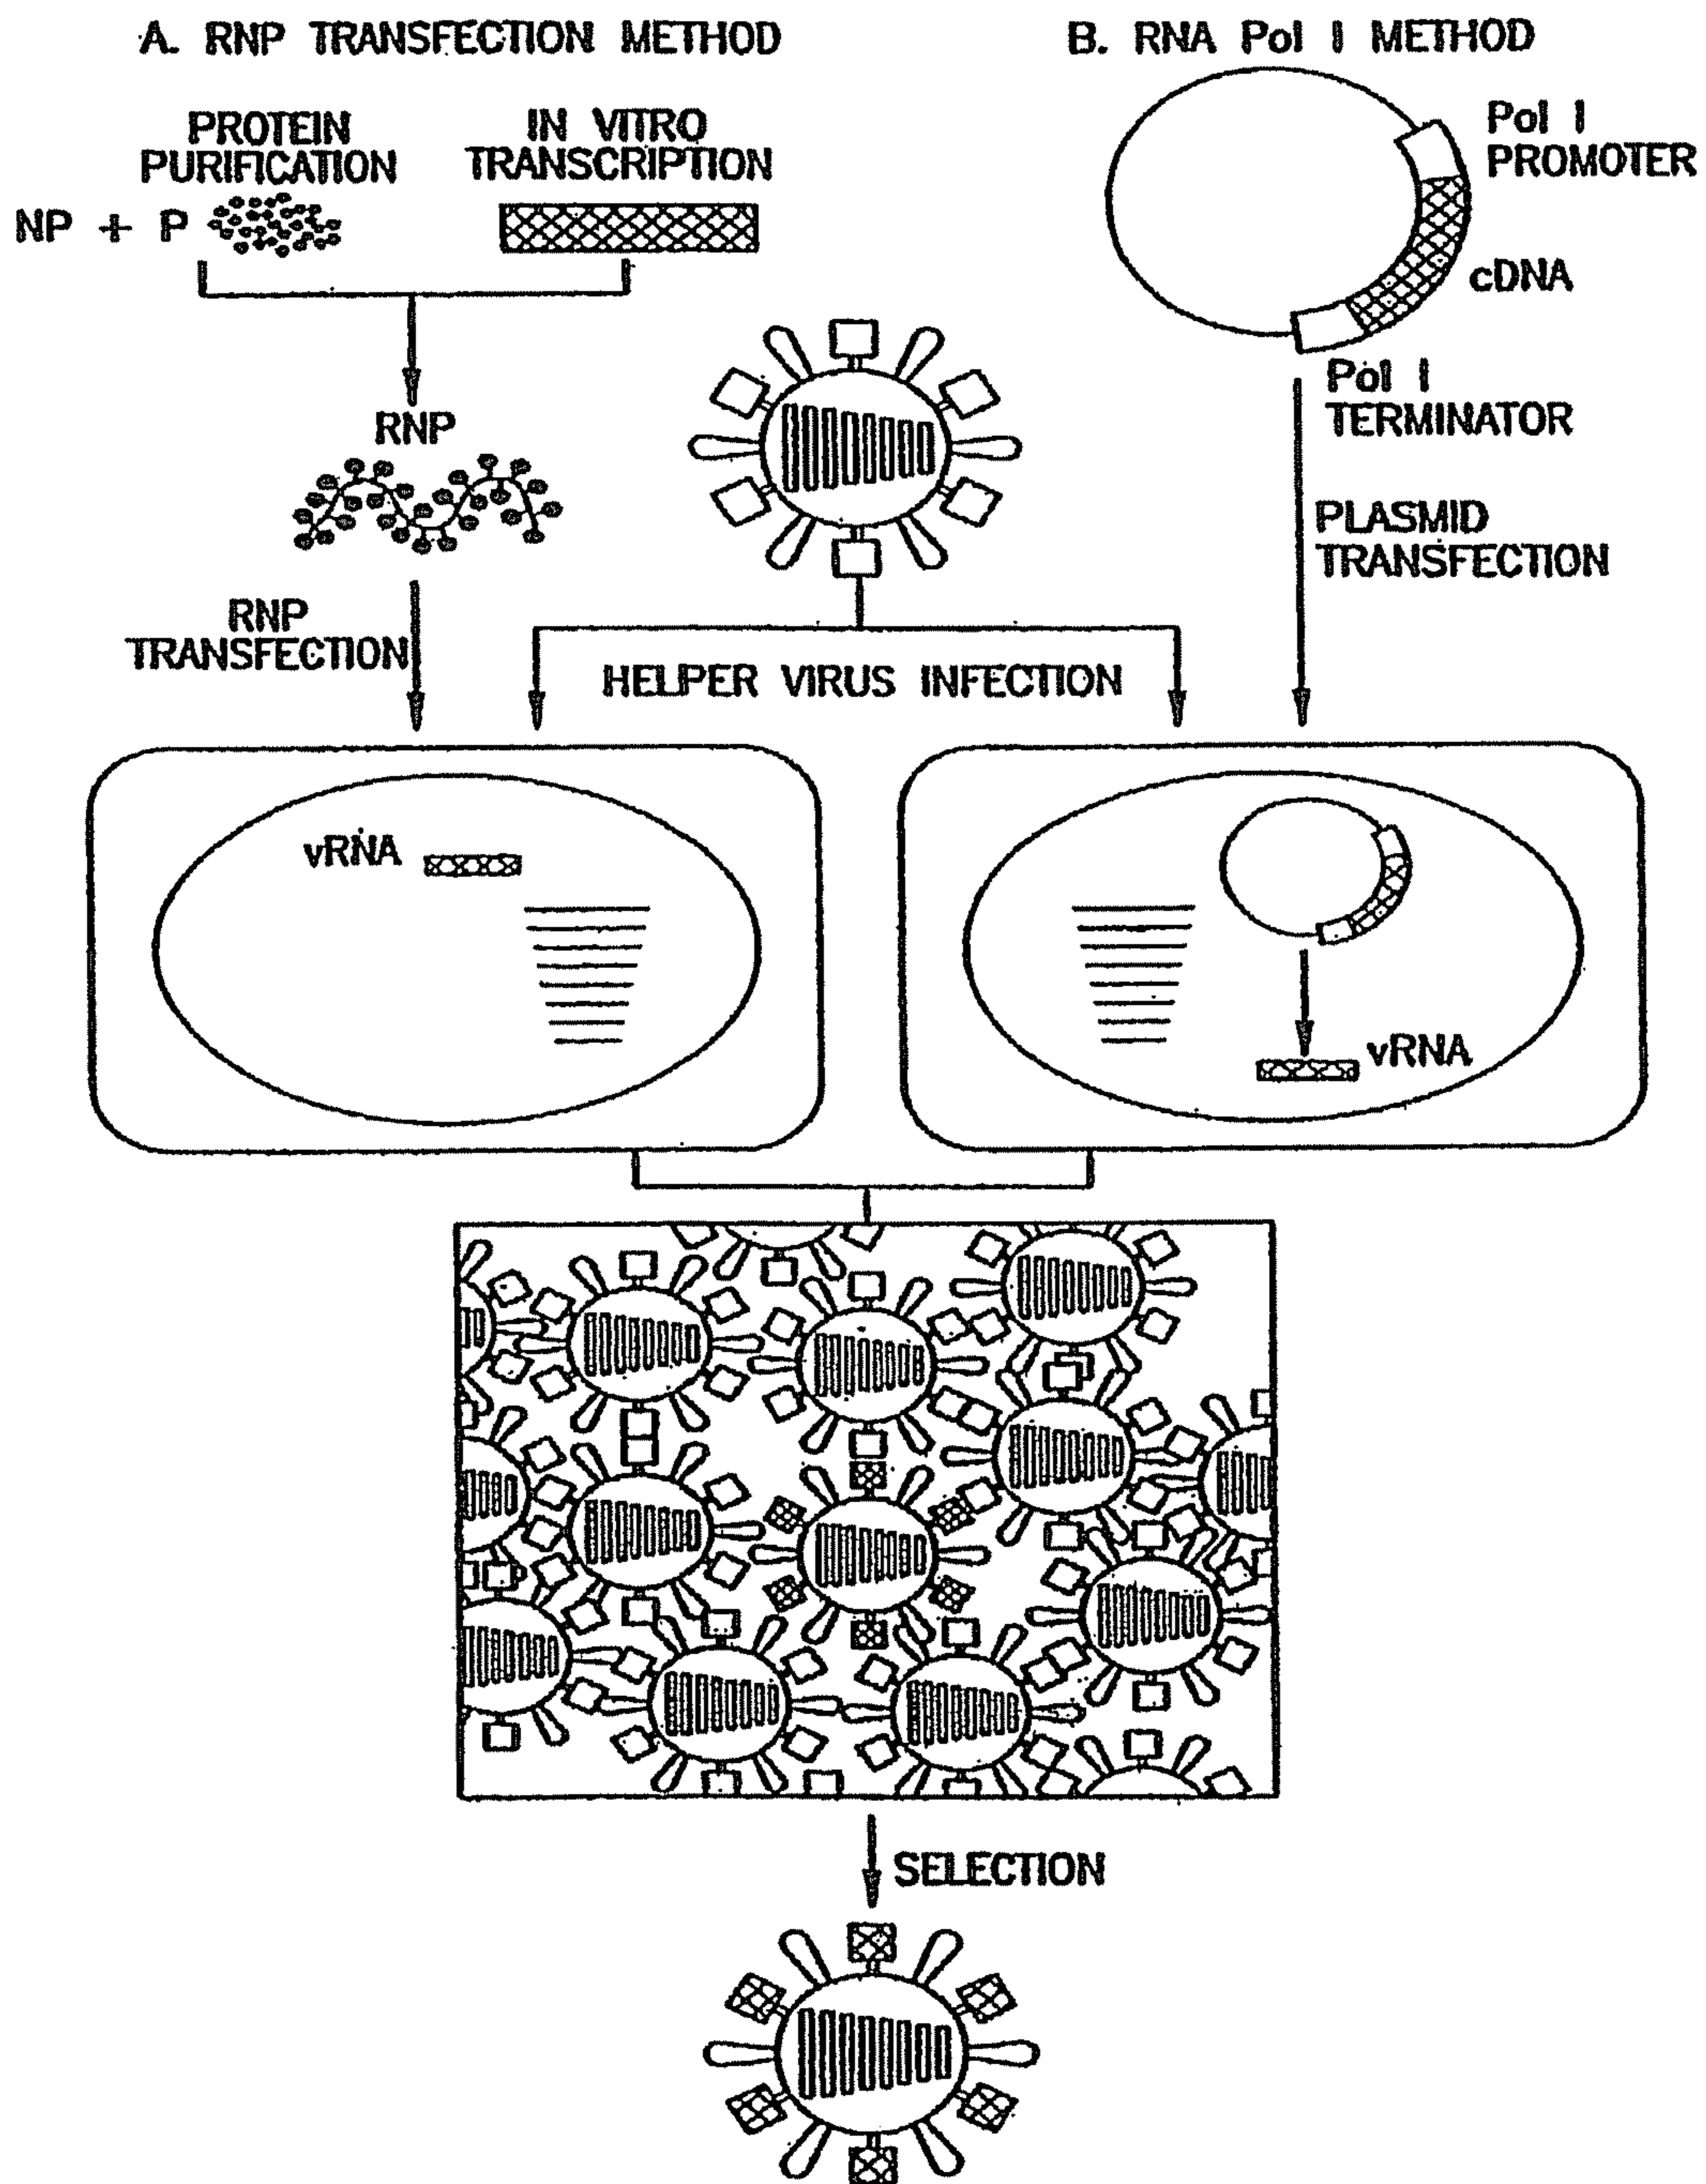 A. RNP TRANSFECTION METHOD
B. RNA Pol I METHOD
PROTEIN
PURIFICATION
IN VITRO
TRANSCRIPTION
NP + P
Pol I
PROMOTER
cDNA
Pol I
TERMINATOR
RNP
PLASMID
TRANSFECTION
RNP
TRANSFECTION
HELPER VIRUS INFECTION
vRNA
vRNA
SELECTION